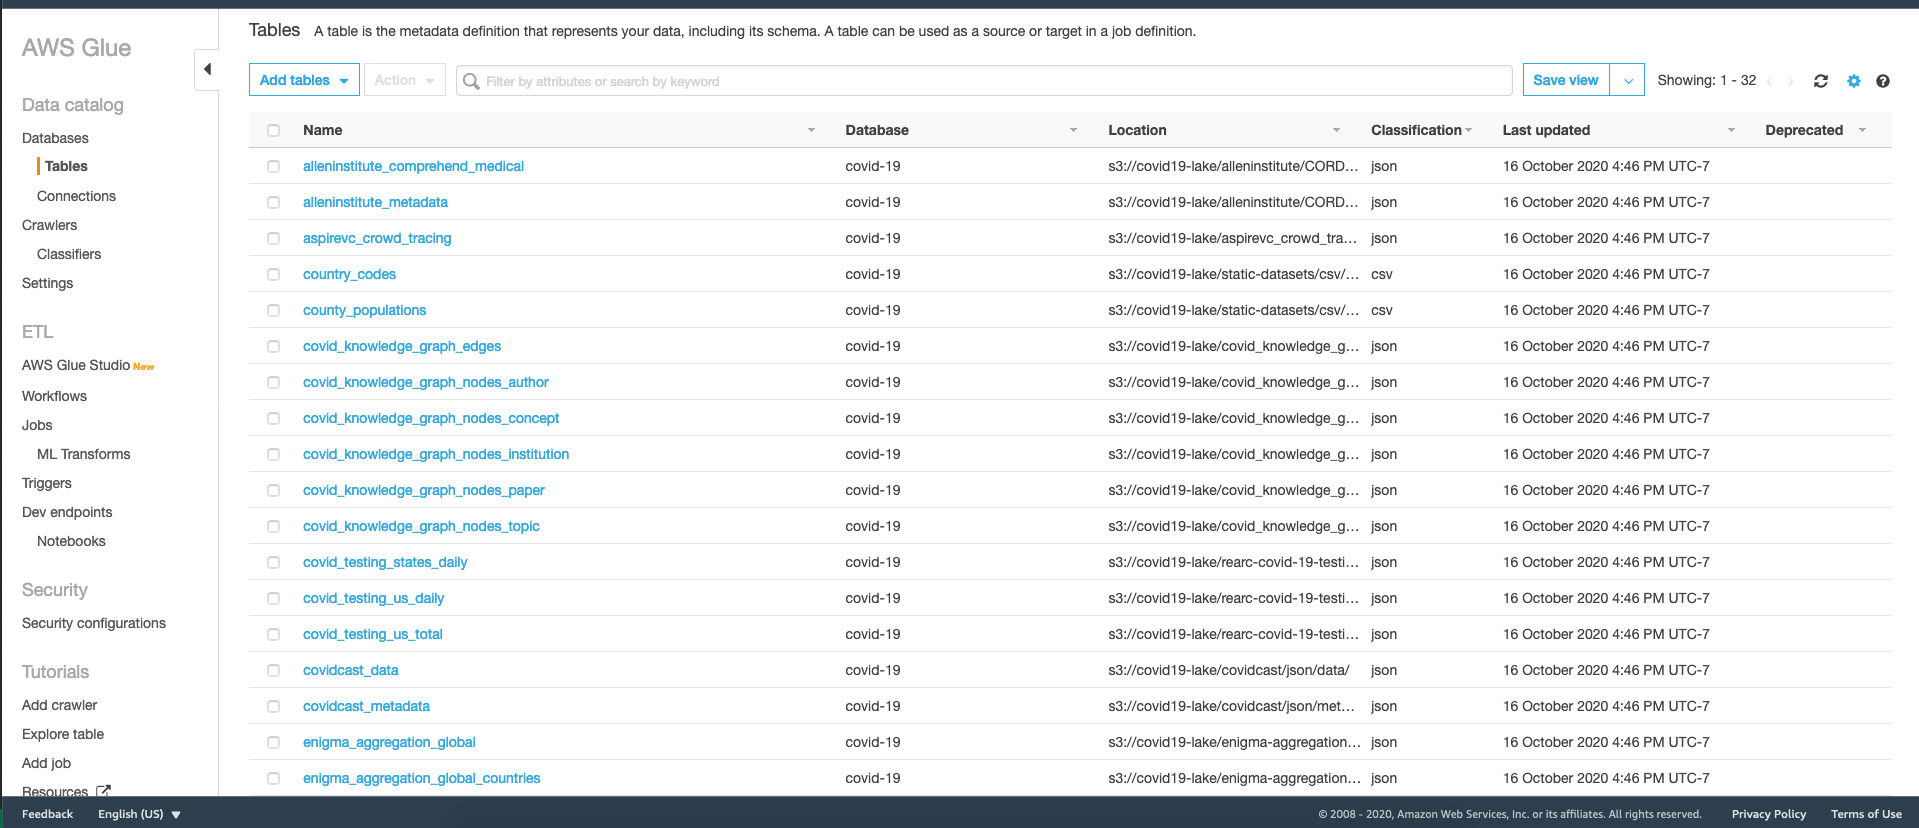 AWS Glue
Data catalog
Databases
Tables
Connections
Crawlers
Classifiers
Settings
ETL
AWS Glue Studio New
Workflows
Jobs
ML Transforms
Triggers
Dev endpoints
Notebooks
Security
Security configurations
Tutorials
Add crawler
Explore table
Add job
Resources
Tables A table is the metadata definition that represents your data, including its schema. A table can be used as a source or target in a job definition.
Add tables Action Filter by attributes or search by keyword Save view Showing: 1 - 32
Name Database Location Classification Last updated Deprecated
alleninstitute_comprehend_medical covid-19 s3://covid19-lake/alleninstitute/CORD... json 16 October 2020 4:46 PM UTC-7
alleninstitute_metadata covid-19 s3://covid19-lake/alleninstitute/CORD... json 16 October 2020 4:46 PM UTC-7
aspirevc_crowd_tracing covid-19 s3://covid19-lake/aspirevc_crowd_tra... json 16 October 2020 4:46 PM UTC-7
country_codes covid-19 s3://covid19-lake/static-datasets/csv/... csv 16 October 2020 4:46 PM UTC-7
county_populations covid-19 s3://covid19-lake/static-datasets/csv/... csv 16 October 2020 4:46 PM UTC-7
covid_knowledge_graph_edges covid-19 s3://covid19-lake/covid_knowledge_g... json 16 October 2020 4:46 PM UTC-7
covid_knowledge_graph_nodes_author covid-19 s3://covid19-lake/covid_knowledge_g... json 16 October 2020 4:46 PM UTC-7
covid_knowledge_graph_nodes_concept covid-19 s3://covid19-lake/covid_knowledge_g... json 16 October 2020 4:46 PM UTC-7
covid_knowledge_graph_nodes_institution covid-19 s3://covid19-lake/covid_knowledge_g... json 16 October 2020 4:46 PM UTC-7
covid_knowledge_graph_nodes_paper covid-19 s3://covid19-lake/covid_knowledge_g... json 16 October 2020 4:46 PM UTC-7
covid_knowledge_graph_nodes_topic covid-19 s3://covid19-lake/covid_knowledge_g... json 16 October 2020 4:46 PM UTC-7
covid_testing_states_daily covid-19 s3://covid19-lake/rearc-covid-19-testi... json 16 October 2020 4:46 PM UTC-7
covid_testing_us_daily covid-19 s3://covid19-lake/rearc-covid-19-testi... json 16 October 2020 4:46 PM UTC-7
covid_testing_us_total covid-19 s3://covid19-lake/rearc-covid-19-testi... json 16 October 2020 4:46 PM UTC-7
covidcast_data covid-19 s3://covid19-lake/covidcast/json/data/ json 16 October 2020 4:46 PM UTC-7
covidcast_metadata covid-19 s3://covid19-lake/covidcast/json/met... json 16 October 2020 4:46 PM UTC-7
enigma_aggregation_global covid-19 s3://covid19-lake/enigma-aggregation... json 16 October 2020 4:46 PM UTC-7
enigma_aggregation_global_countries covid-19 s3://covid19-lake/enigma-aggregation... json 16 October 2020 4:46 PM UTC-7
Feedback English (US) © 2008 - 2020, Amazon Web Services, Inc. or its affiliates. All rights reserved. Privacy Policy Terms of Use